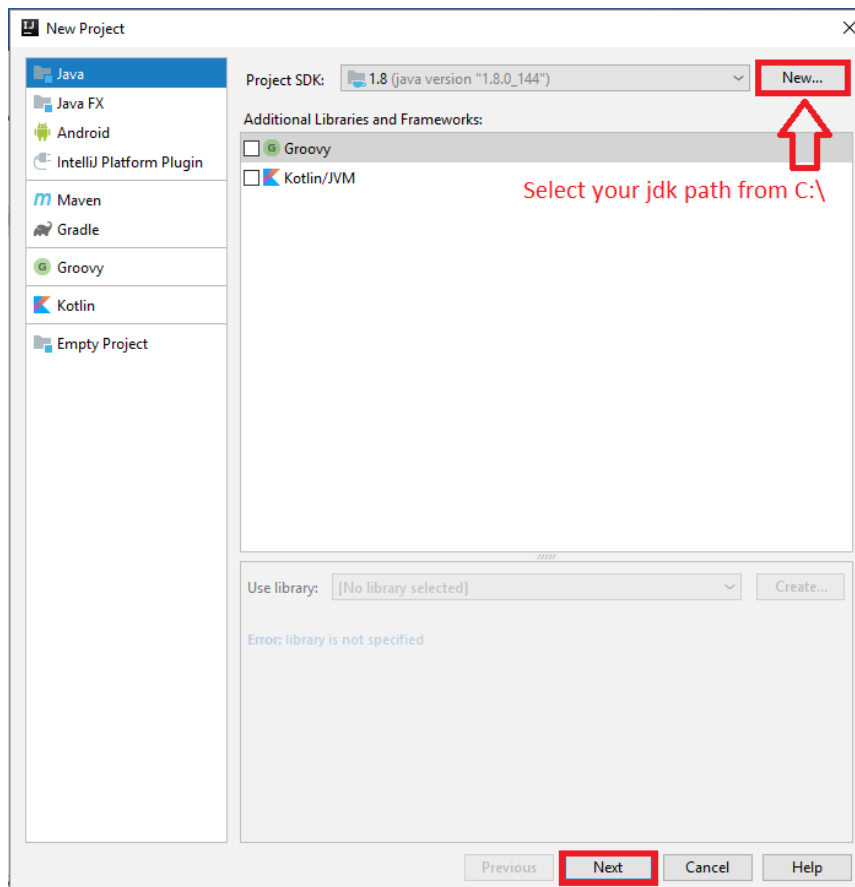 New Project
Java
Java FX
Android
IntelliJ Platform Plugin
Maven
Gradle
Groovy
Kotlin
Empty Project
Project SDK: 1.8 (java version "1.8.0_144") New...
Additional Libraries and Frameworks:
Groovy
Kotlin/JVM
Select your jdk path from C:\
Use library: [No library selected] Create...
Error: library is not specified
Previous Next Cancel Help